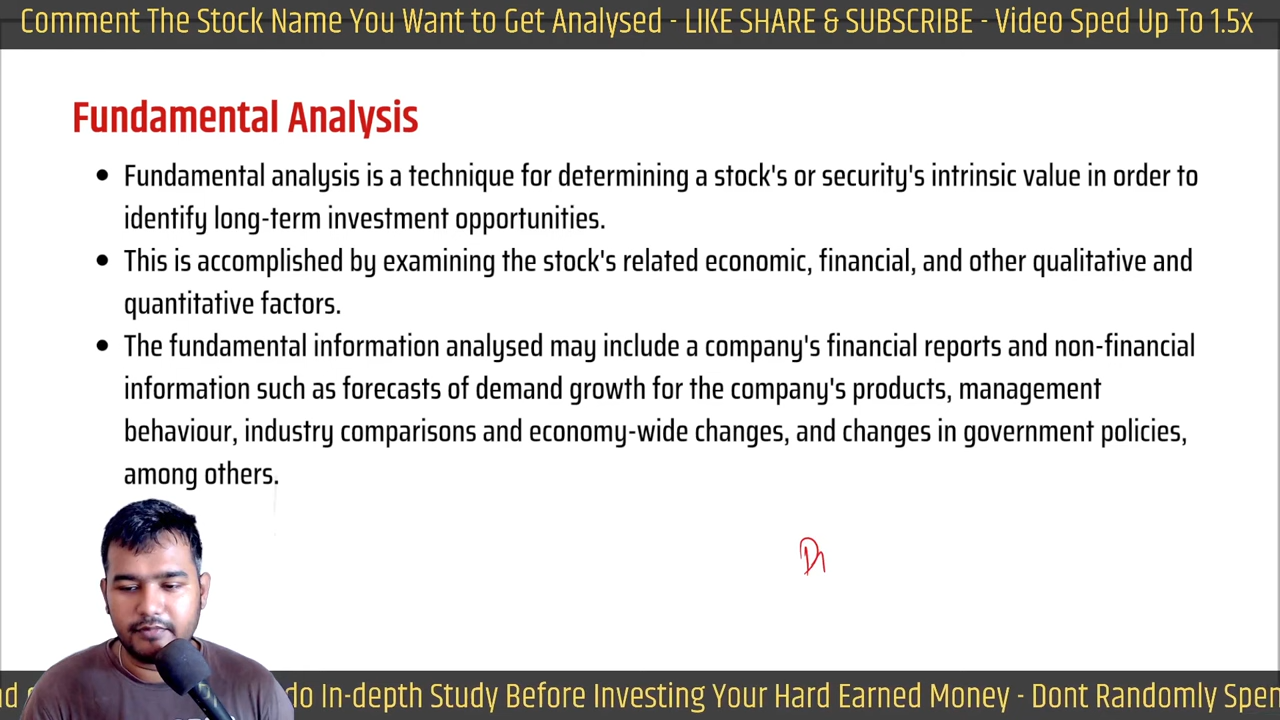 Comment The Stock Name You Want to Get Analysed - LIKE SHARE & SUBSCRIBE - Video Sped Up To 1.5x
Fundamental Analysis
• Fundamental analysis is a technique for determining a stock's or security's intrinsic value in order to
identify long-term investment opportunities.
• This is accomplished by examining the stock's related economic, financial, and other qualitative and
quantitative factors.
• The fundamental information analysed may include a company's financial reports and non-financial
information such as forecasts of demand growth for the company's products, management
behaviour, industry comparisons and economy-wide changes, and changes in government policies,
among others.
do In-depth Study Before Investing Your Hard Earned Money - Dont Randomly